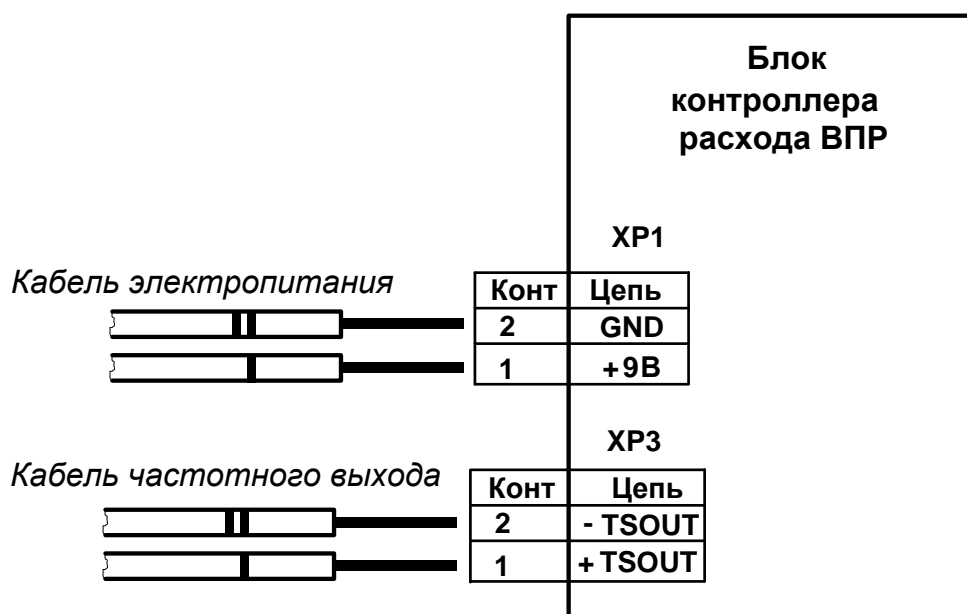 Блок
контроллера
расхода ВПР
XP1
Кабель электропитания
Конт Цепь
2 GND
1 +9В
XP3
Кабель частотного выхода
Конт Цепь
2 - TSOUT
1 + TSOUT